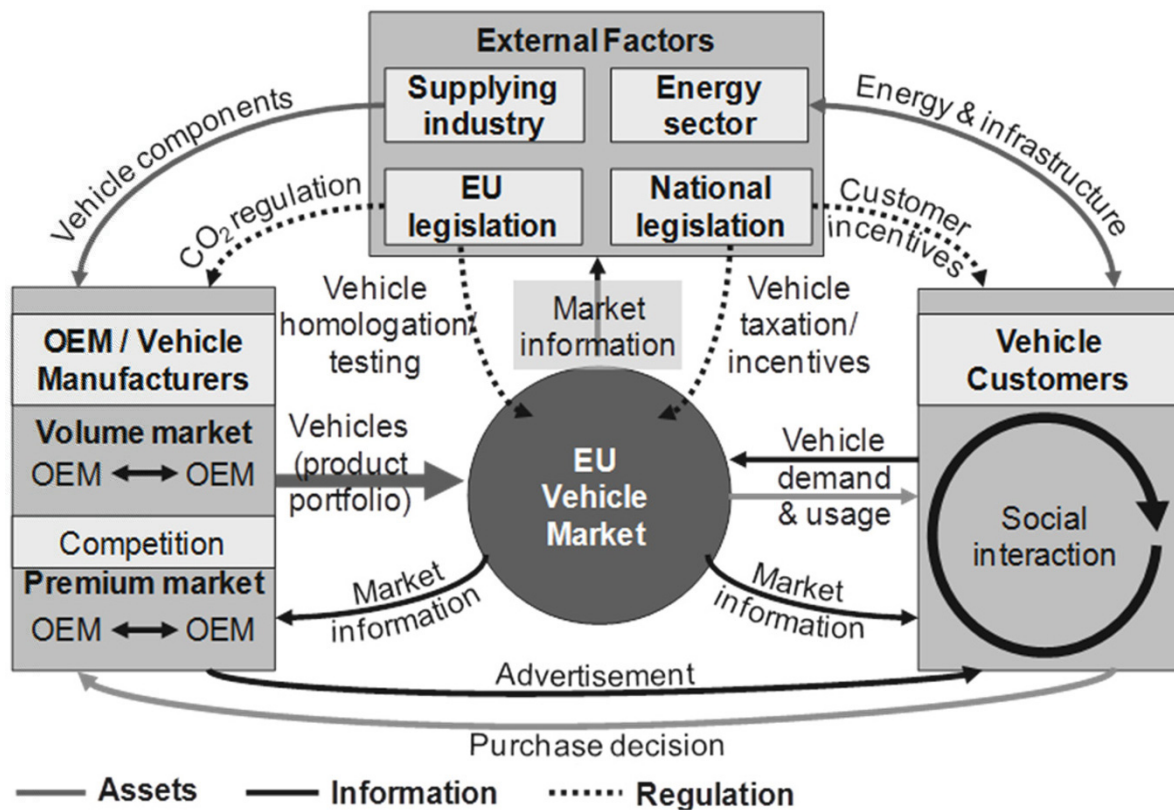 External Factors
Supplying
industry
Energy
sector
EU
legislation
National
legislation
Vehicle components
CO₂ regulation
Energy & infrastructure
Customer
incentives
Vehicle
homologation/
testing
Market
information
Vehicle
taxation/
incentives
OEM / Vehicle
Manufacturers
Volume market
OEM OEM
Competition
Premium market
OEM OEM
Vehicles
(product
portfolio)
EU
Vehicle
Market
Vehicle
demand
& usage
Vehicle
Customers
Social
interaction
Market
information
Market
information
Advertisement
Purchase decision
Assets Information Regulation